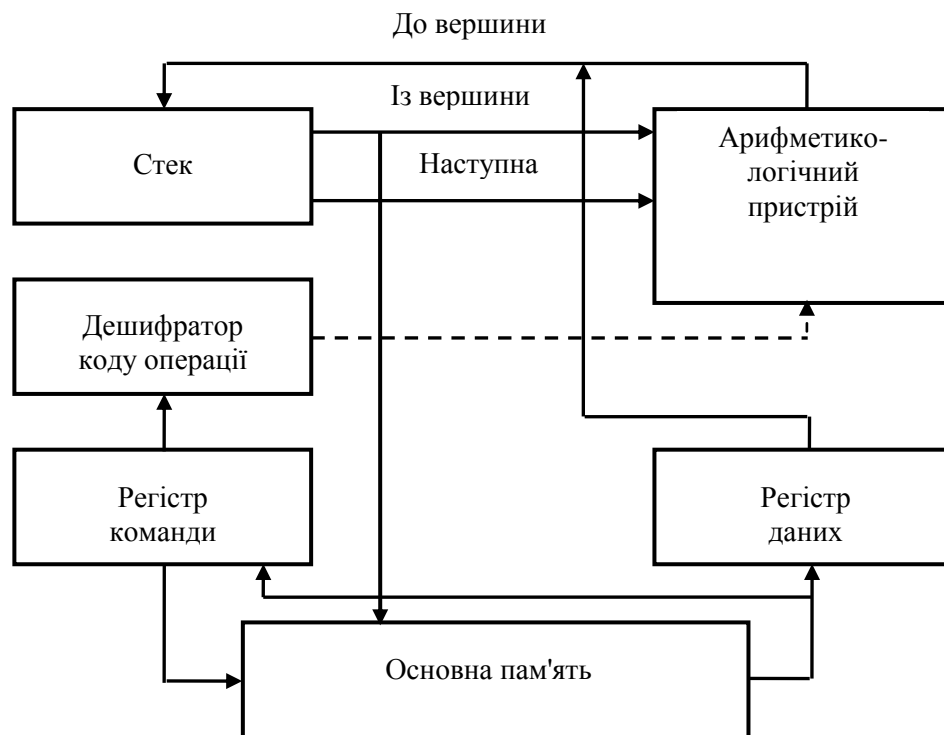 До вершини
Із вершини
Стек
Наступна
Арифметико-
логічний
пристрій
Дешифратор
коду операції
Регістр
команди
Регістр
даних
Основна пам'ять